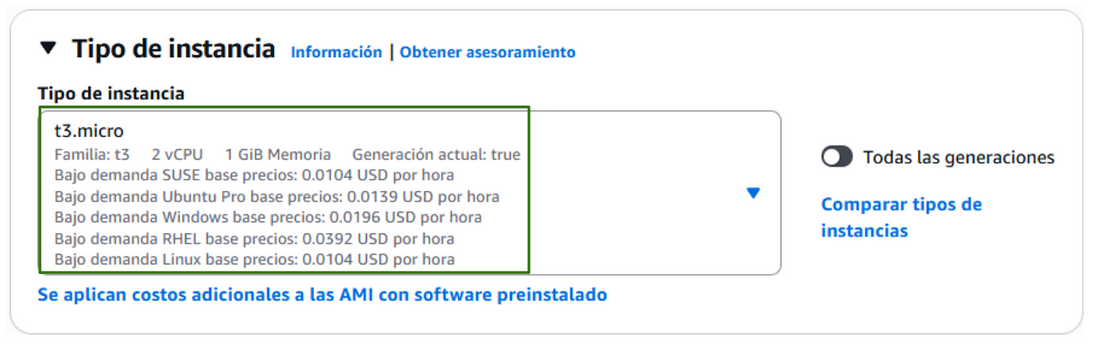 Tipo de instancia Información | Obtener asesoramiento
Tipo de instancia
t3.micro
Familia: t3 2 vCPU 1 GiB Memoria Generación actual: true
Bajo demanda SUSE base precios: 0.0104 USD por hora
Bajo demanda Ubuntu Pro base precios: 0.0139 USD por hora
Bajo demanda Windows base precios: 0.0196 USD por hora
Bajo demanda RHEL base precios: 0.0392 USD por hora
Bajo demanda Linux base precios: 0.0104 USD por hora
Todas las generaciones
Comparar tipos de
instancias
Se aplican costos adicionales a las AMI con software preinstalado